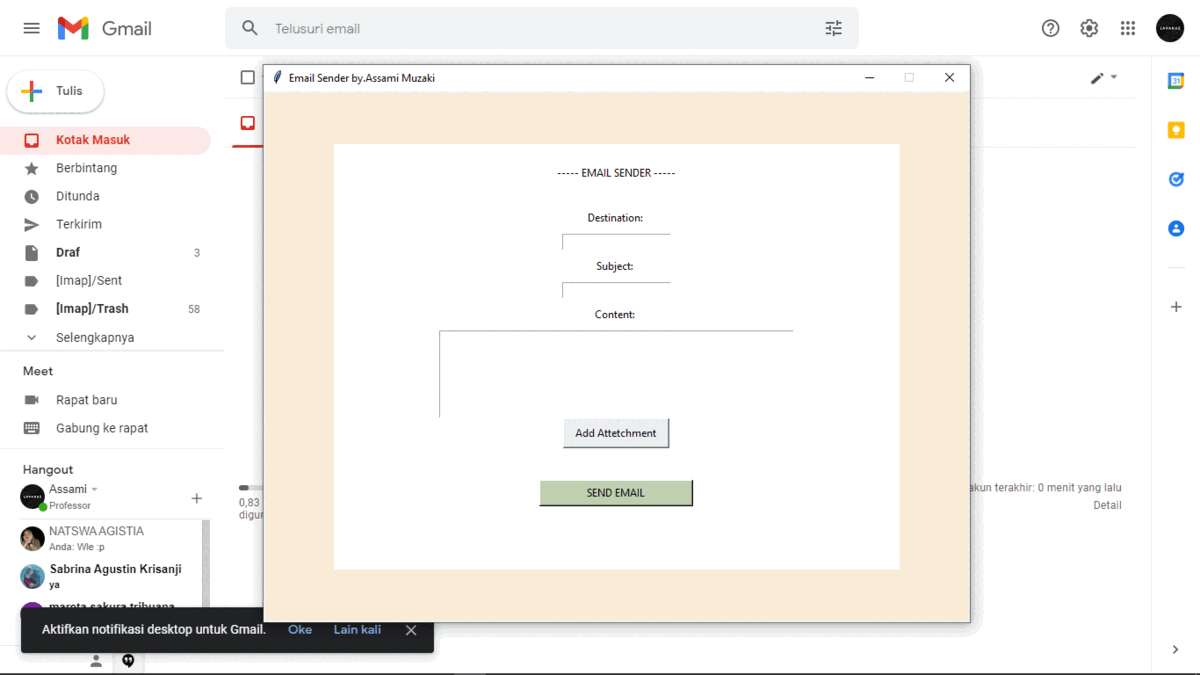 Gmail
Telusuri email
Tulis
Kotak Masuk
Berbintang
Ditunda
Terkirim
Draf 3
[Imap]/Sent
[Imap]/Trash 58
Selengkapnya
Meet
Rapat baru
Gabung ke rapat
Hangout
Assami
Professor
NATSWA AGISTIA
Anda: Wle :p
Sabrina Agustin Krisanji
ya
mareta sakura tribuana
Aktifkan notifikasi desktop untuk Gmail. Oke Lain kali
0,83
Email Sender by.Assami Muzaki
----- EMAIL SENDER -----
Destination:
Subject:
Content:
Add Attetchment
SEND EMAIL
akun terakhir: 0 menit yang lalu
Detail
31